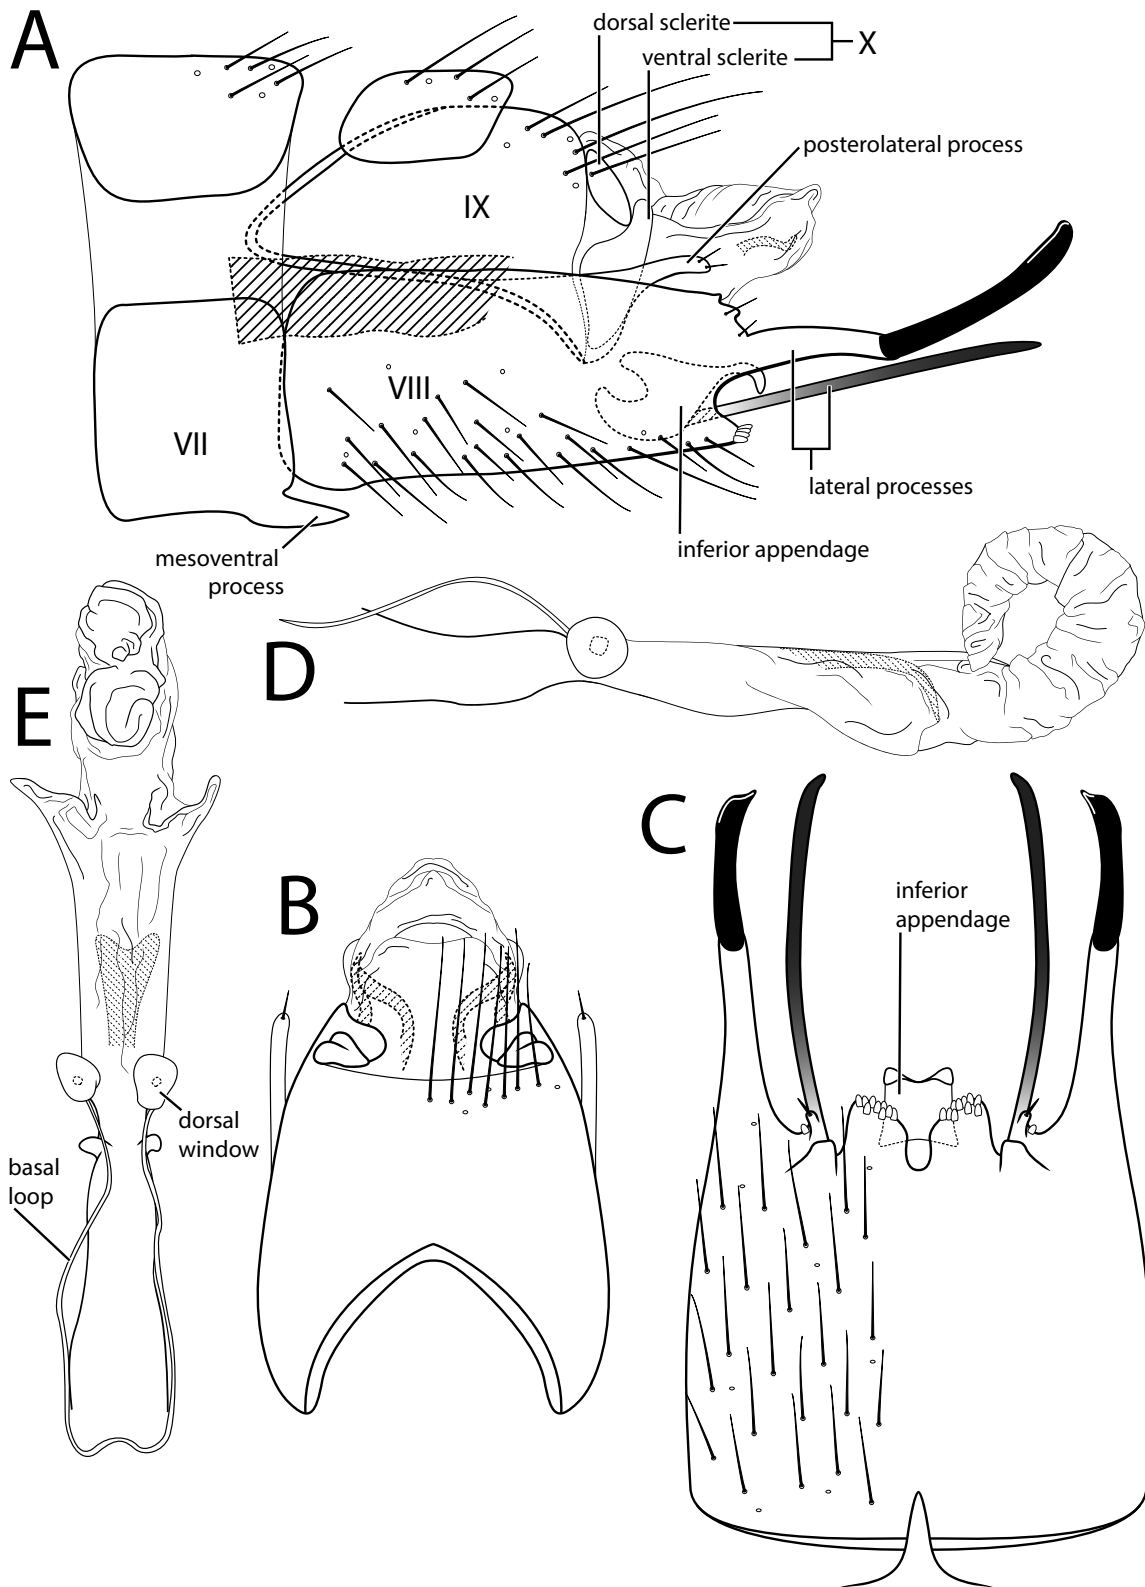 A
dorsal sclerite
ventral sclerite
X
posterolateral process
IX
VIII
VII
lateral processes
inferior appendage
mesoventral
process
D
E
C
B
inferior
appendage
dorsal
window
basal
loop